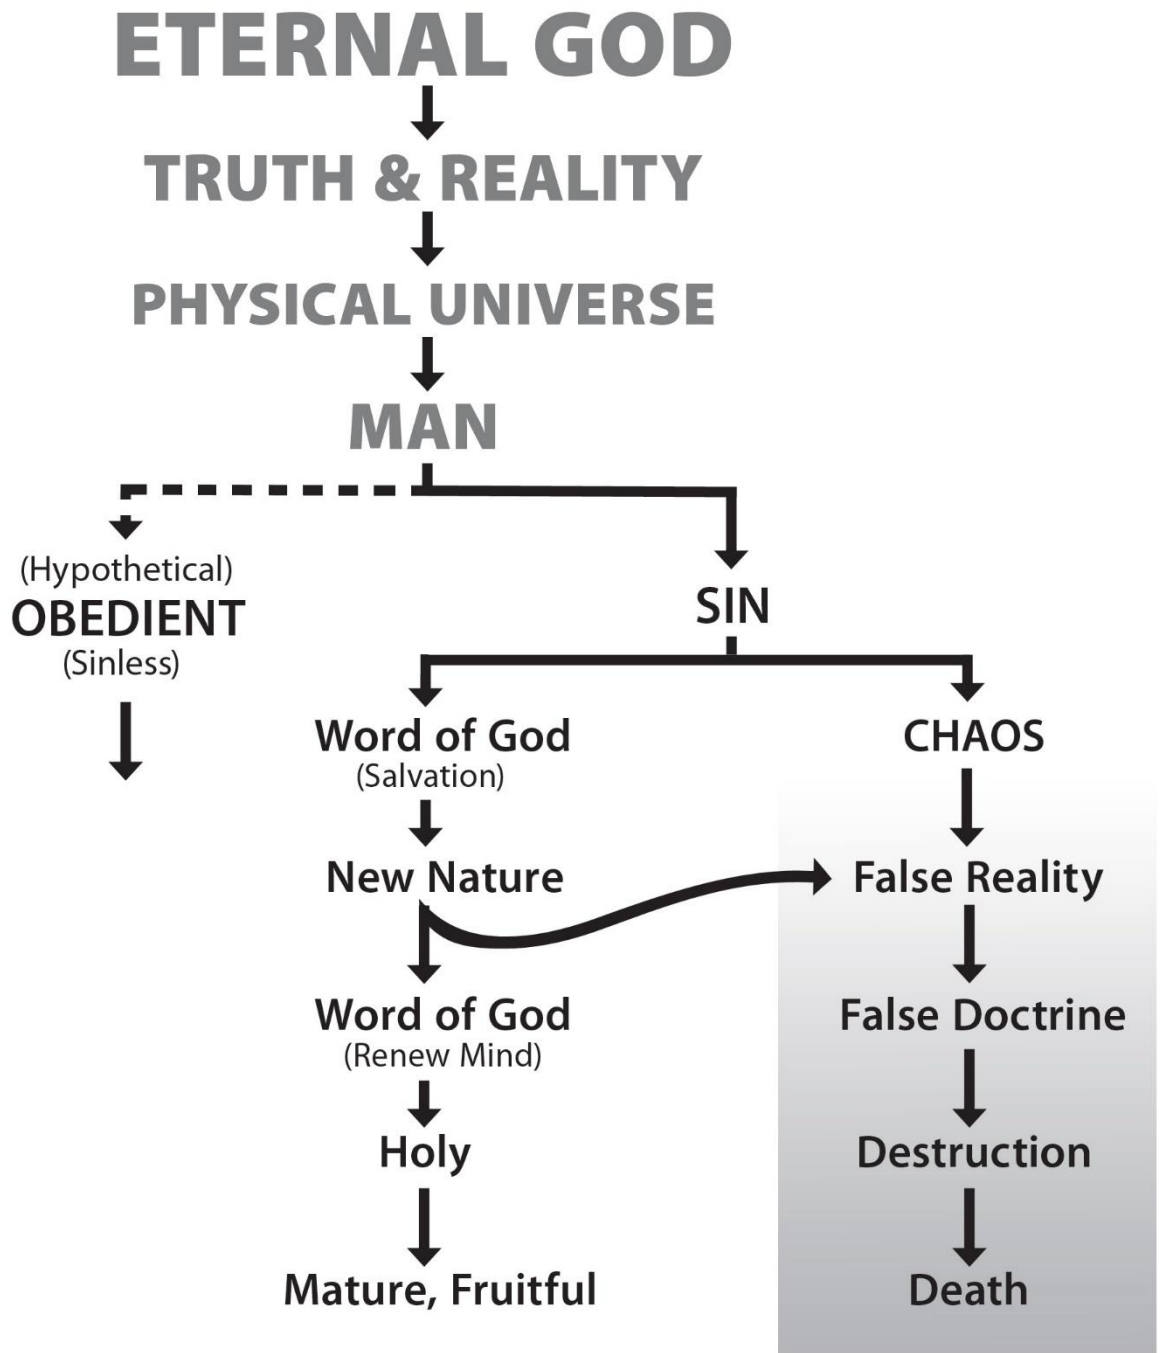 ETERNAL GOD
TRUTH & REALITY
PHYSICAL UNIVERSE
MAN
(Hypothetical)
OBEDIENT
(Sinless)
SIN
Word of God
(Salvation)
CHAOS
New Nature
False Reality
Word of God
(Renew Mind)
False Doctrine
Holy
Destruction
Mature, Fruitful
Death